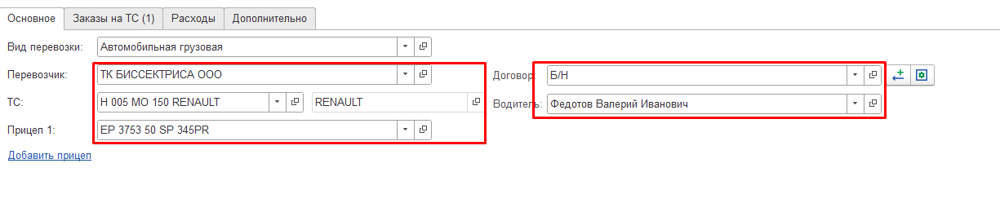 Основное Заказы на ТС (1) Расходы Дополнительно
Вид перевозки: Автомобильная грузовая
Перевозчик: ТК БИССЕКТРИСА ООО Договор: Б/Н
ТС: Н 005 МО 150 RENAULT RENAULT Водитель: Федотов Валерий Иванович
Прицеп 1: ЕР 3753 50 SP 345PR
Добавить прицеп